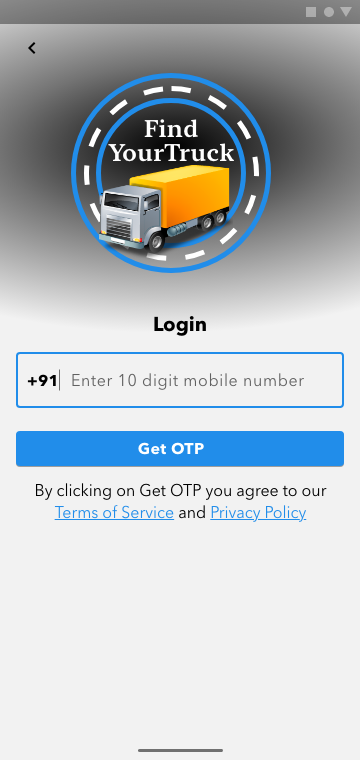 Find
YourTruck
Login
+91 Enter 10 digit mobile number
Get OTP
By clicking on Get OTP you agree to our
Terms of Service and Privacy Policy